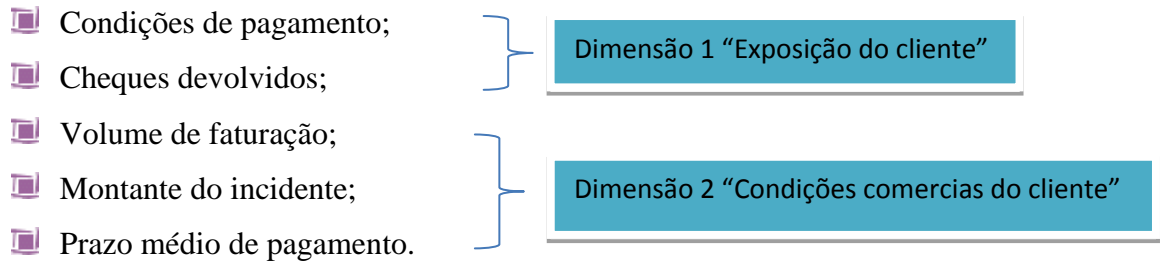 Condições de pagamento;
Cheques devolvidos;
Dimensão 1 “Exposição do cliente”
Volume de faturação;
Montante do incidente;
Prazo médio de pagamento.
Dimensão 2 “Condições comercias do cliente”